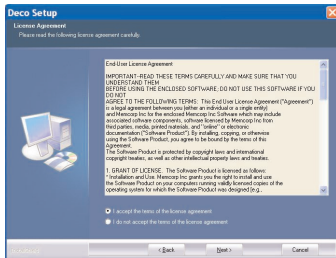 Deco Setup
License Agreement
Please read the following license agreement carefully.
End-User License Agreement
IMPORTANT-READ THESE TERMS CAREFULLY AND MAKE SURE THAT YOU
UNDERSTAND THEM
BEFORE USING THE ENCLOSED SOFTWARE; DO NOT USE THIS SOFTWARE IF YOU
DO NOT
AGREE TO THE FOLLOWING TERMS: This End User License Agreement ("Agreement")
is a legal agreement between you (either an individual or a single entity)
and Memcorp Inc for the enclosed Memcorp Inc Software which may include
associated software components, software licensed by Memcorp Inc from
third parties, media, printed materials, and "online" or electronic
documentation ("Software Product"). By installing, copying, or otherwise
using the Software Product, you agree to be bound by the terms of this
Agreement.
The Software Product is protected by copyright laws and international
copyright treaties, as well as other intellectual property laws and treaties.
1. GRANT OF LICENSE. The Software Product is licensed as follows:
* Installation and Use. Memcorp Inc grants you the right to install and use
the Software Product on your computers running validly licensed copies of the
operating system for which the Software Product was designed [e.g.,
I accept the terms of the license agreement
I do not accept the terms of the license agreement
< Back
Next >
Cancel